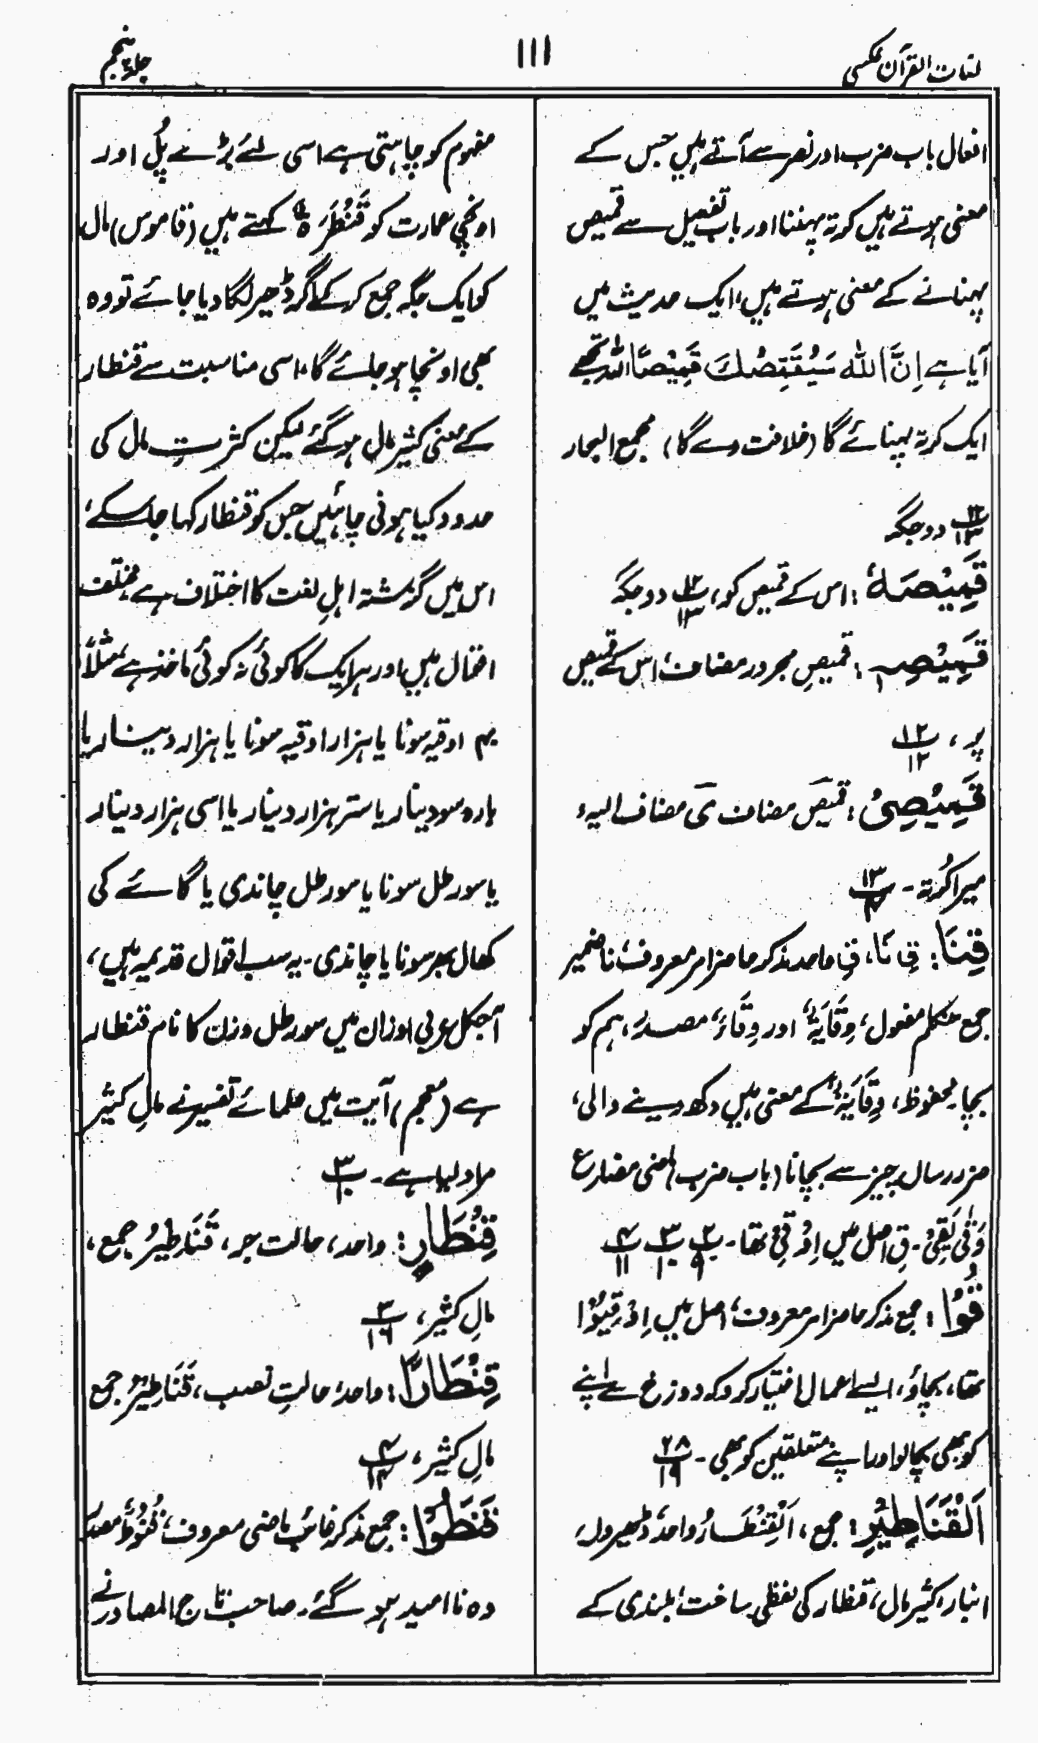 لغات القرآن عکسی
۱۱۱
جلد پنجم
افعال باب ضرب اور نصر سے آتے ہیں جس کے
معنی ہوتے ہیں کُرتہ پہننا اور باب تفعیل سے قمیص
پہنانے کے معنی ہوتے ہیں، ایک حدیث میں
آیا ہے اِنَّ اللہ سَیُقَمِّصُكَ قَمِیْصًا اللہ تجھے
ایک کرتہ پہنائے گا (خلافت دے گا) مجمع البحار
۱۲/۱۳ دو جگہ
قَمِیْصَہٗ : اس کے قمیص کو، ۱۲/۱۳ دو جگہ
قَمِیْصِہٖ : قمیصِ مجرور مضاف، اس کے قمیص
پر، ۱۲/۱۲
قَمِیْصِیْ : قمیصَ مضاف یَ مضاف الیہ،
میرا کُرتہ - ۱۳/۴
قِنَا : قِ نَا، قِ واحد مذکر حاضر امر معروف، نا ضمیر
جمع متکلم مفعول، وِقَایَۃٌ اور وِقَاءٌ، مصدر، ہم کو
بچا محفوظ، وِقَایَۃٌ کے معنی ہیں دکھ دینے والی،
ضرر رساں چیز سے بچانا (باب ضرب) ماضی مضارع
وَقٰی یَقِیْ - قِ اصل میں اِوْقِیْ تھا - ۲/۹ ۳/۱۰ ۴/۱۱
قُوْا : جمع مذکر حاضر امر معروف، اصل میں اِوْقِیُوْا
تھا، بچاؤ، ایسے اعمال اختیار کرو کہ دوزخ سے اپنے
کو بھی بچا لو اور اپنے متعلقین کو بھی - ۲۸/۱۹
اَلْقَنَاطِیْرِ : جمع، اَلْقِنْطَارُ واحد، ڈھیروں،
انبار، کثیر مال، قنطار کی لفظی ساخت، بلندی کے
مفہوم کو چاہتی ہے اسی لئے بڑے پُل اور
اونچی عمارت کو قَنْطَرَۃٌ کہتے ہیں (قاموس) مال
کو ایک جگہ جمع کر کے اگر ڈھیر لگا دیا جائے تو وہ
بھی اونچا ہو جائے گا، اسی مناسبت سے قنطار
کے معنی کثیر مال ہو گئے لیکن کثرتِ مال کی
حدود کیا ہونی چاہئیں جس کو قنطار کہا جا سکے،
اس میں گزشتہ اہلِ لغت کا اختلاف ہے مختلف
اقوال ہیں اور ہر ایک کا کوئی نہ کوئی ماخذ ہے، مثلاً
۴۰ اوقیہ سونا یا ہزار اوقیہ سونا یا ہزار دینار یا
بارہ سو دینار یا ستر ہزار دینار یا اسی ہزار دینار
یا سو رطل سونا یا سو رطل چاندی یا گائے کی
کھال بھر سونا یا چاندی - یہ سب اقوال قدیمہ ہیں،
آجکل عربی اوزان میں سو رطل وزن کا نام قنطار
ہے (معجم) آیت میں علمائے تفسیر نے مالِ کثیر
مراد لیا ہے - ۳/۱۰
قِنْطَارٍ : واحد، حالت جر، قَنَاطِیْرُ جمع،
مالِ کثیر، ۳/۱۶
قِنْطَارًا : واحد، حالتِ نصب، قَنَاطِیْرُ جمع
مالِ کثیر، ۴/۱۴
قَنَطُوْا : جمع مذکر غائب ماضی معروف، قُنُوْطٌ مصدر
وہ نا امید ہو گئے، صاحب تاج المصادر نے